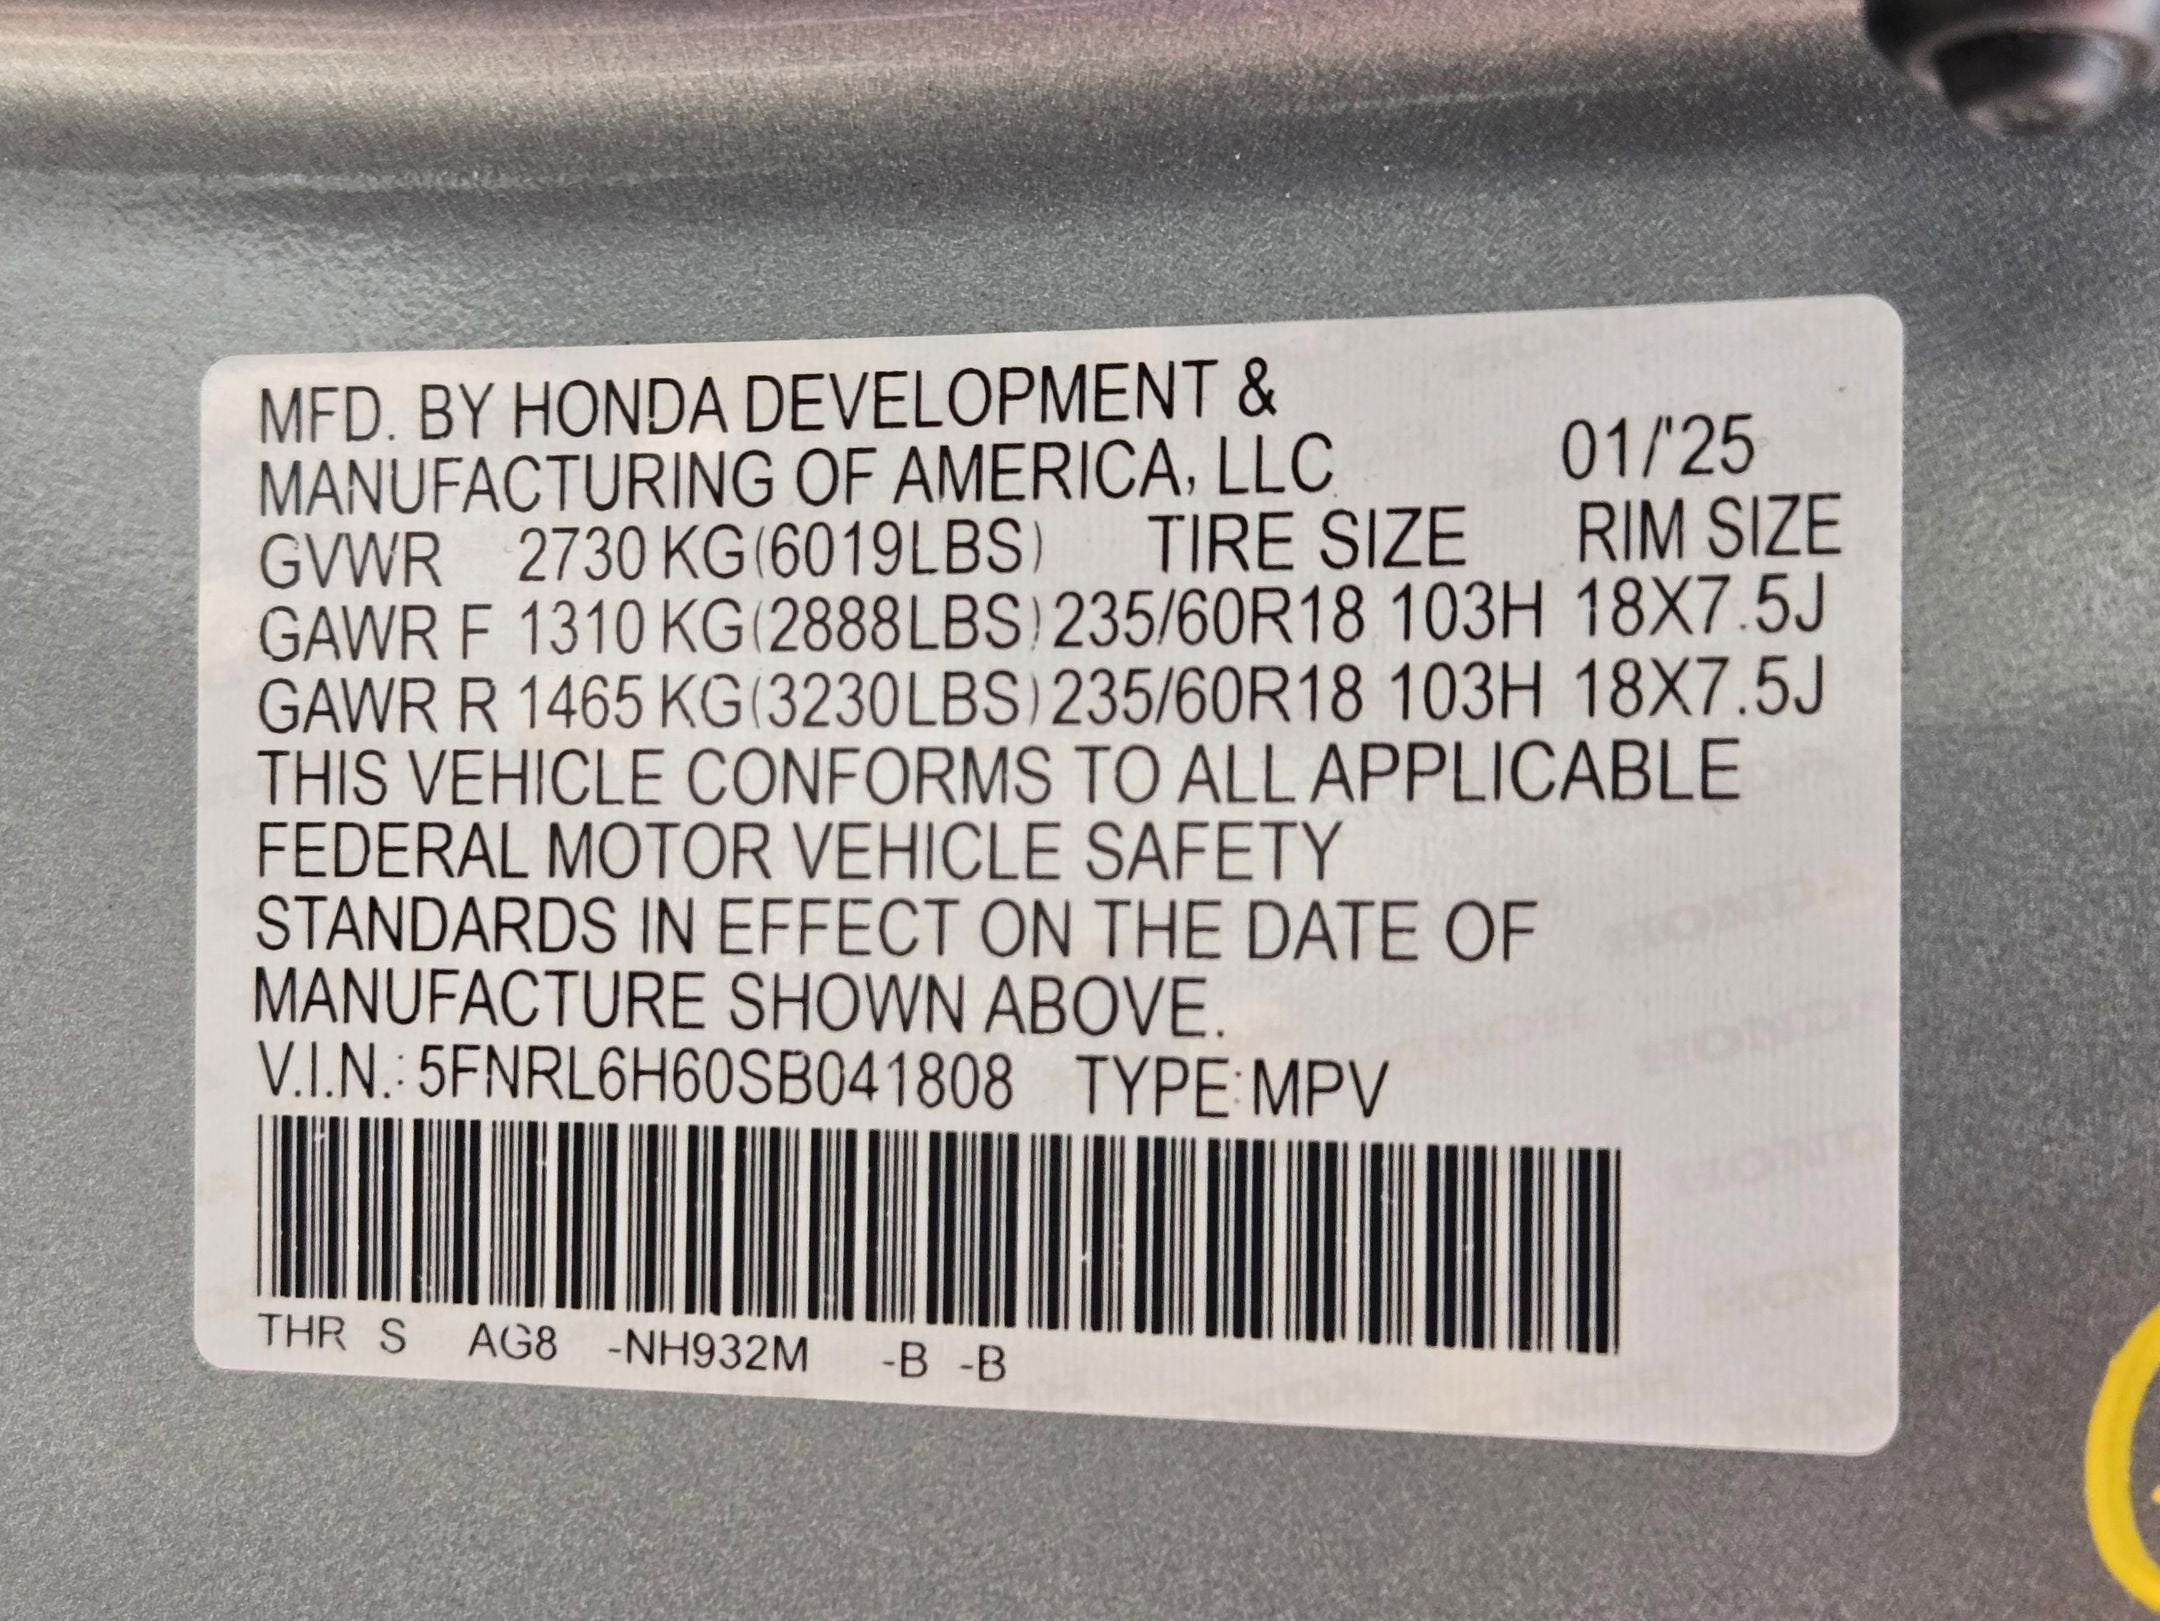 MFD. BY HONDA DEVELOPMENT &
MANUFACTURING OF AMERICA, LLC 01/'25
GVWR 2730 KG(6019LBS) TIRE SIZE RIM SIZE
GAWR F 1310 KG(2888LBS) 235/60R18 103H 18X7.5J
GAWR R 1465 KG(3230LBS) 235/60R18 103H 18X7.5J
THIS VEHICLE CONFORMS TO ALL APPLICABLE
FEDERAL MOTOR VEHICLE SAFETY
STANDARDS IN EFFECT ON THE DATE OF
MANUFACTURE SHOWN ABOVE.
V.I.N.: 5FNRL6H60SB041808 TYPE:MPV
THR S AG8 -NH932M -B -B